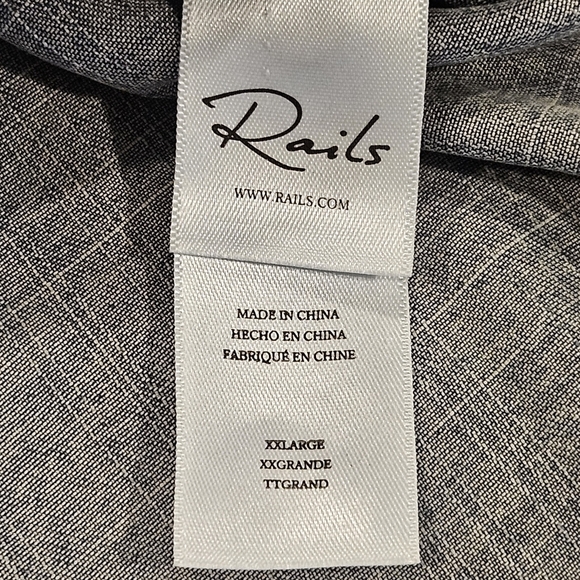 Rails
WWW.RAILS.COM
MADE IN CHINA
HECHO EN CHINA
FABRIQUÉ EN CHINE
XXLARGE
XXGRANDE
TTGRAND